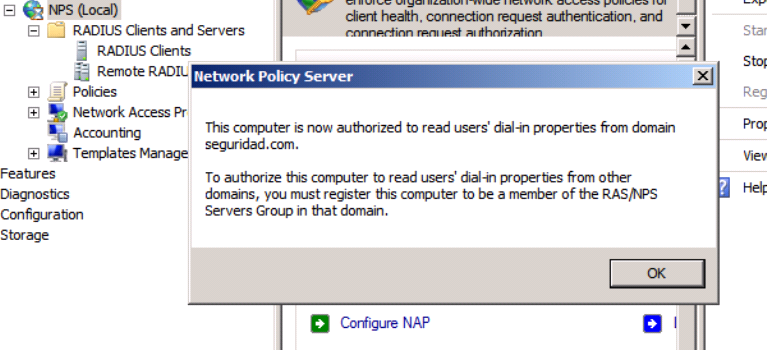 NPS (Local)
RADIUS Clients and Servers
RADIUS Clients
Remote RADIU
Policies
Network Access Pr
Accounting
Templates Manage
Features
Diagnostics
Configuration
Storage
enforce organization-wide network access policies for
client health, connection request authentication, and
connection request authorization
Network Policy Server
This computer is now authorized to read users' dial-in properties from domain
seguridad.com.
To authorize this computer to read users' dial-in properties from other
domains, you must register this computer to be a member of the RAS/NPS
Servers Group in that domain.
OK
Configure NAP
Exp
Star
Stop
Reg
Prop
View
Help